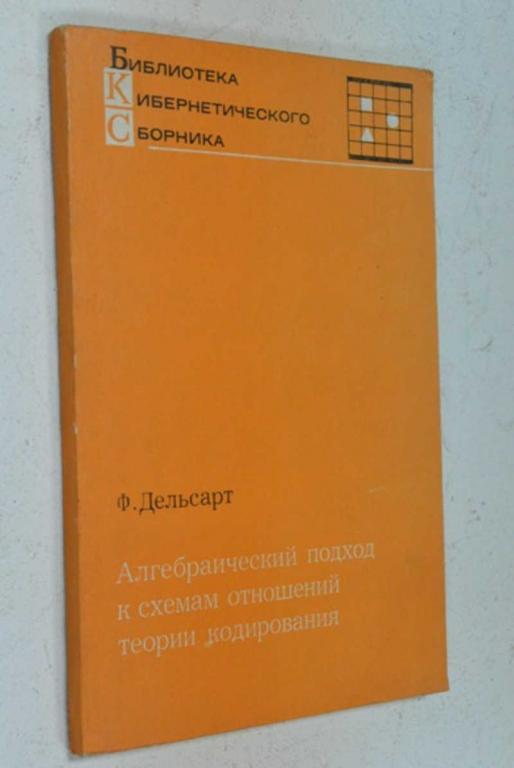 Библиотека
Кибернетического
Сборника
Ф. Дельсарт
Алгебраический подход
к схемам отношений
теории кодирования